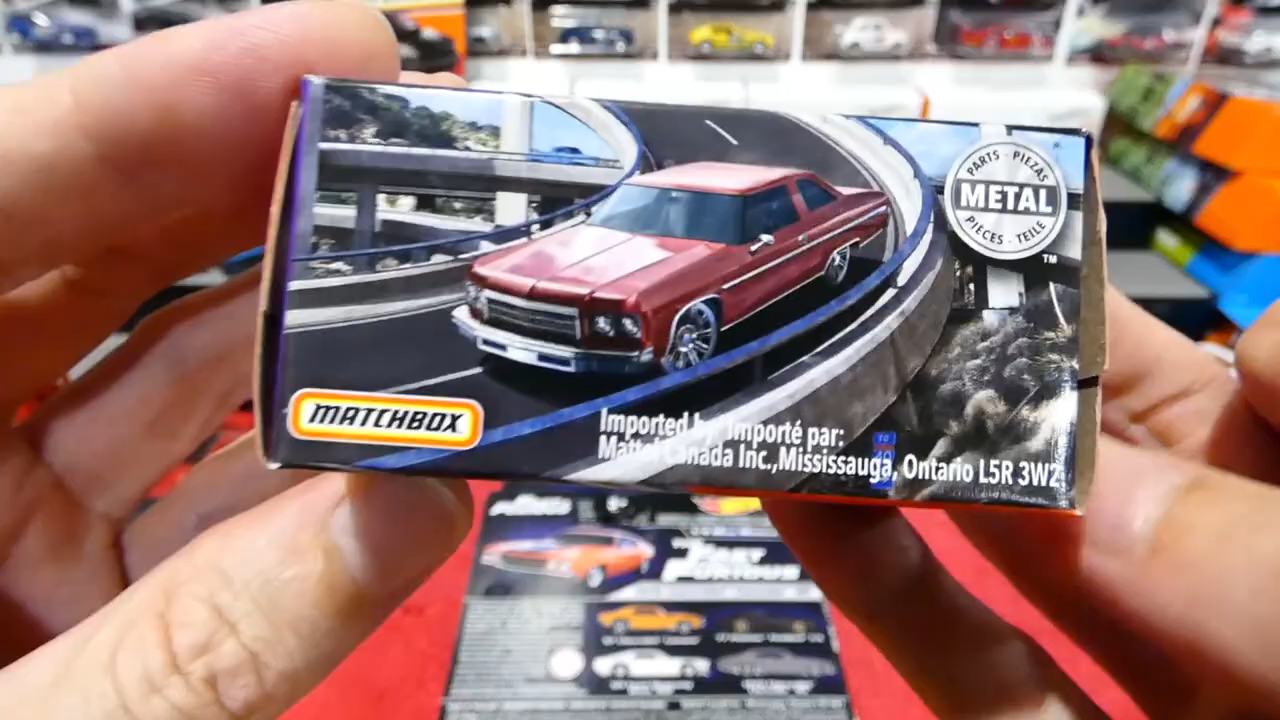 PARTS · PIEZAS
METAL
PIÈCES · TEILE
TM
MATCHBOX
Imported by: Importé par:
Mattel Canada Inc., Mississauga, Ontario L5R 3W2
FAST
FURIOUS